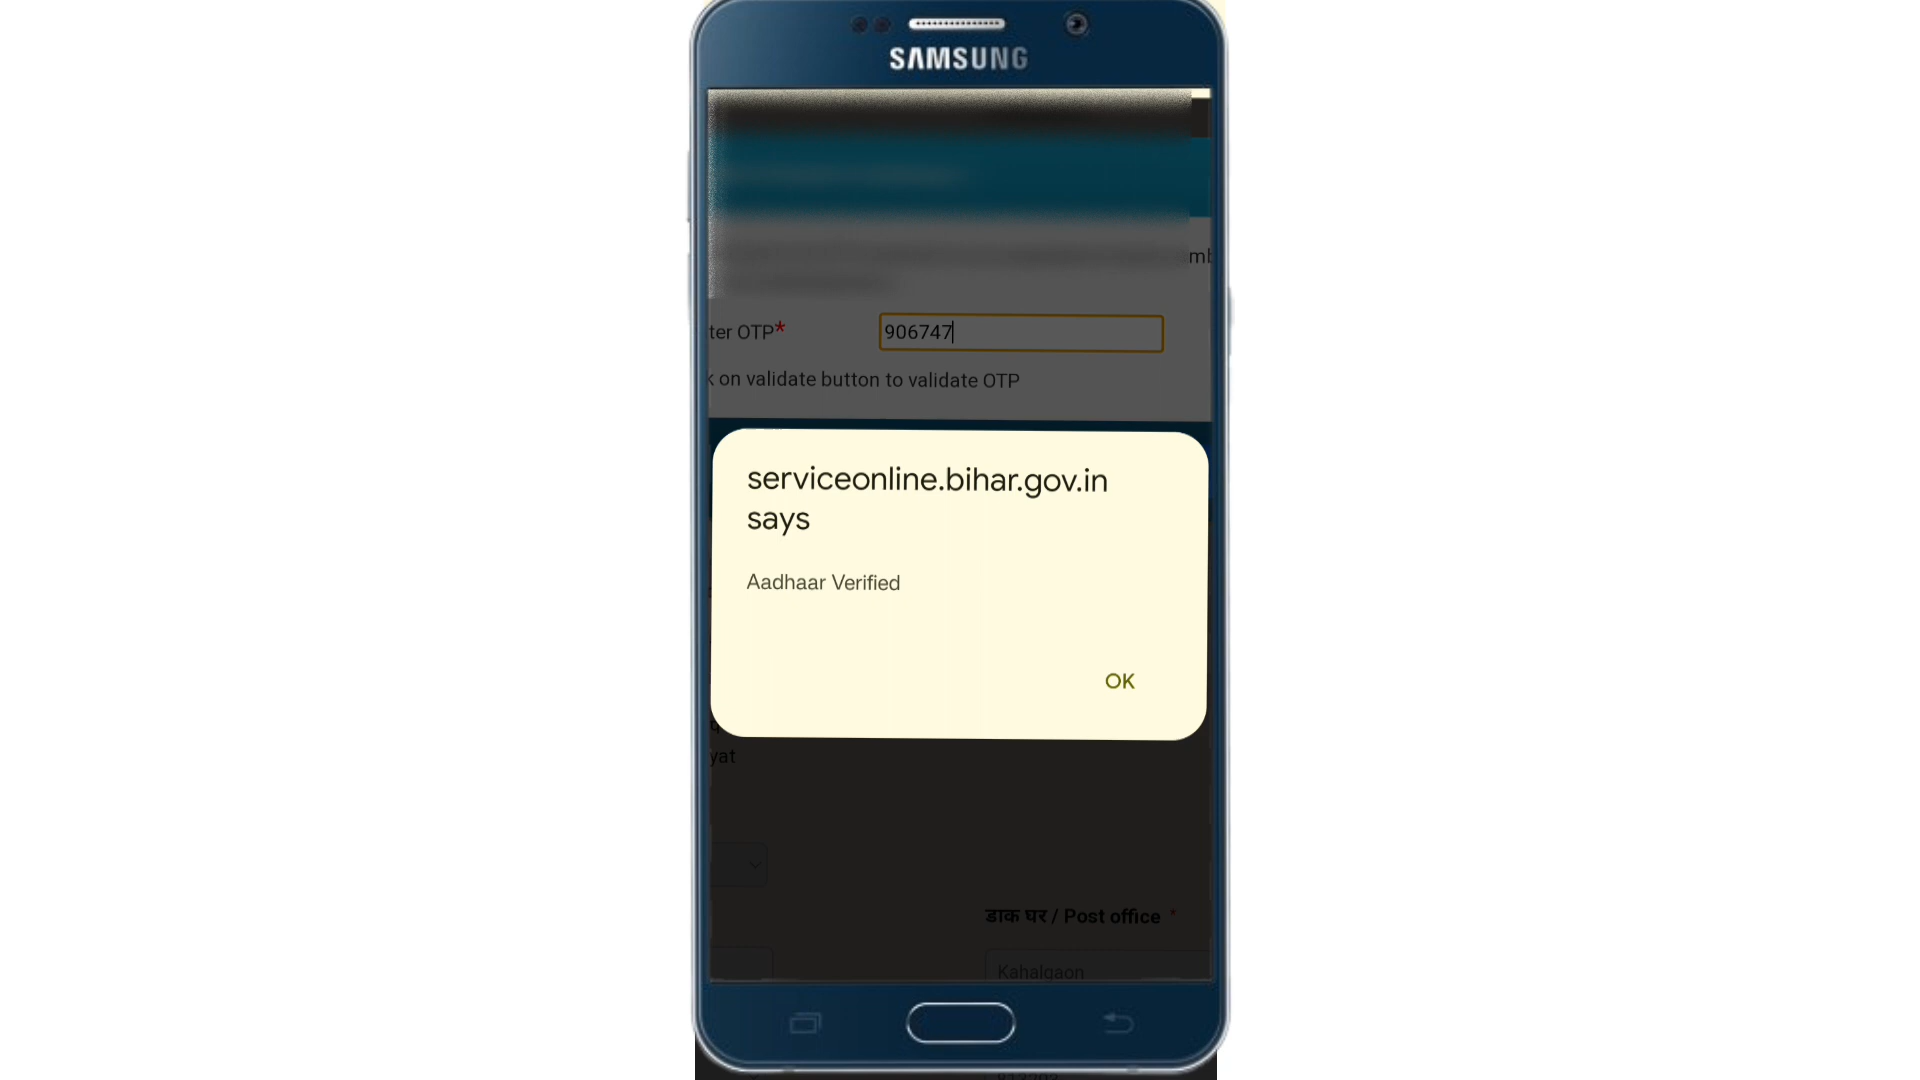 SAMSUNG
mb
ter OTP*
906747
k on validate button to validate OTP
serviceonline.bihar.gov.in
says
Aadhaar Verified
OK
yat
डाक घर / Post office *
Kahalgaon